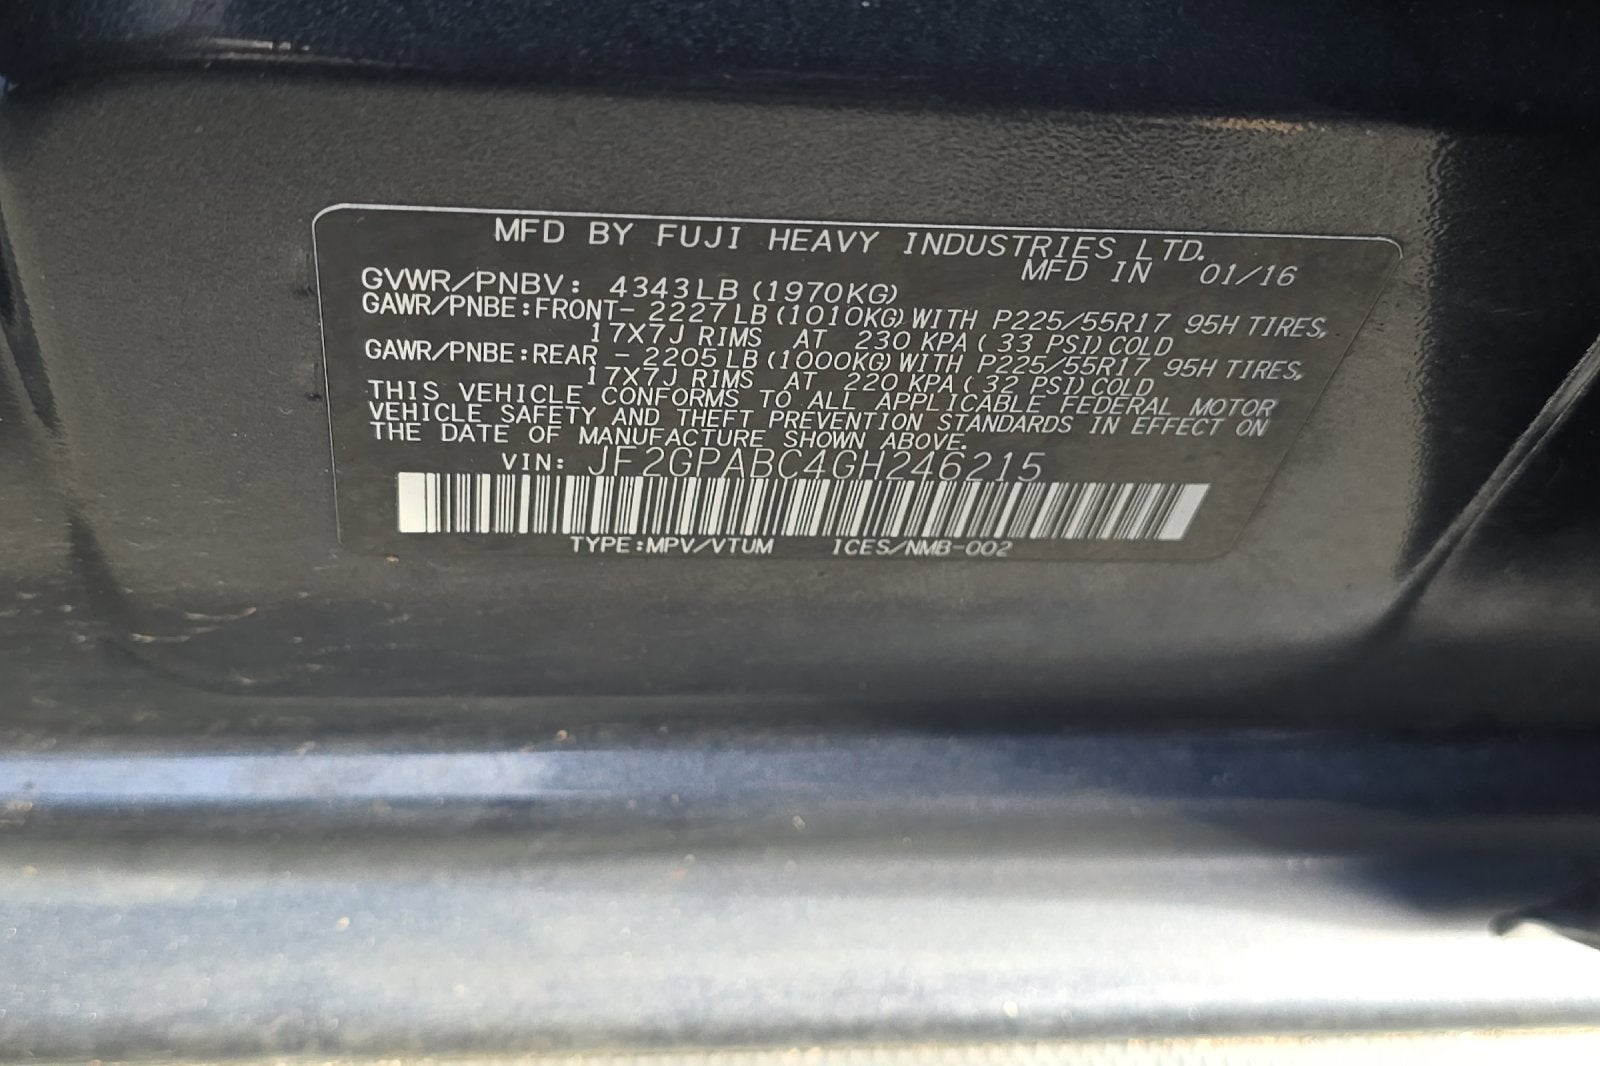 MFD BY FUJI HEAVY INDUSTRIES LTD.
MFD IN 01/16
GVWR/PNBV: 4343LB (1970KG)
GAWR/PNBE:FRONT- 2227LB (1010KG) WITH P225/55R17 95H TIRES,
17X7J RIMS AT 230 KPA ( 33 PSI) COLD
GAWR/PNBE:REAR - 2205LB (1000KG) WITH P225/55R17 95H TIRES,
17X7J RIMS AT 220 KPA ( 32 PSI) COLD
THIS VEHICLE CONFORMS TO ALL APPLICABLE FEDERAL MOTOR
VEHICLE SAFETY AND THEFT PREVENTION STANDARDS IN EFFECT ON
THE DATE OF MANUFACTURE SHOWN ABOVE.
VIN: JF2GPABC4GH246215
TYPE:MPV/VTUM ICES/NMB-002